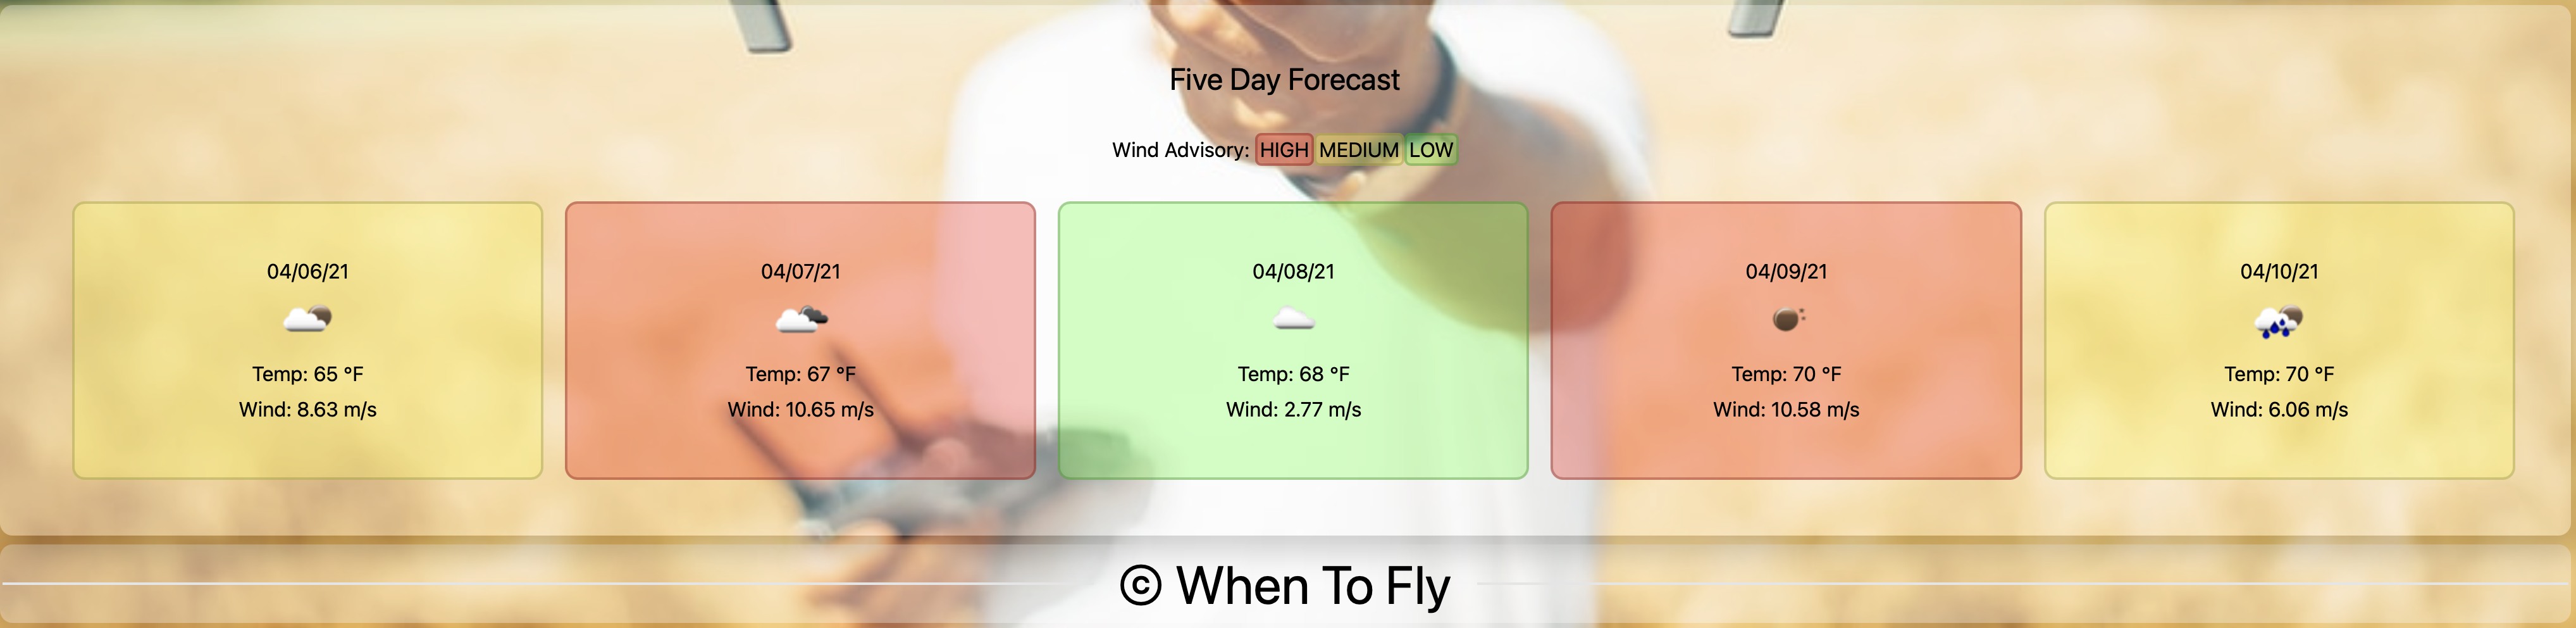 Five Day Forecast
Wind Advisory: HIGH MEDIUM LOW
04/06/21
Temp: 65 °F
Wind: 8.63 m/s
04/07/21
Temp: 67 °F
Wind: 10.65 m/s
04/08/21
Temp: 68 °F
Wind: 2.77 m/s
04/09/21
Temp: 70 °F
Wind: 10.58 m/s
04/10/21
Temp: 70 °F
Wind: 6.06 m/s
© When To Fly